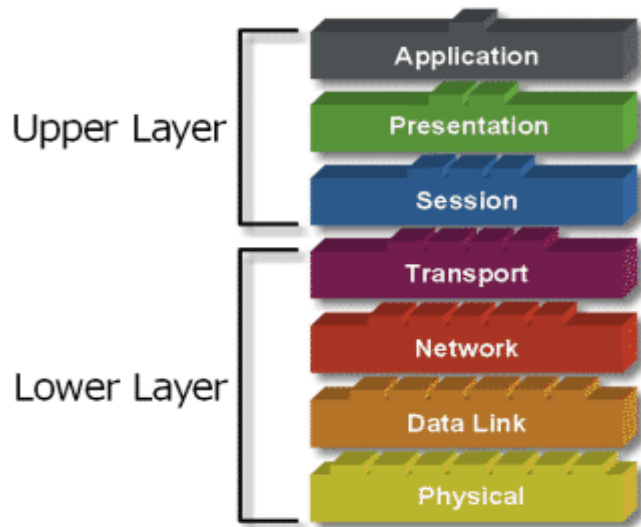 Application
Upper Layer
Presentation
Session
Transport
Network
Lower Layer
Data Link
Physical